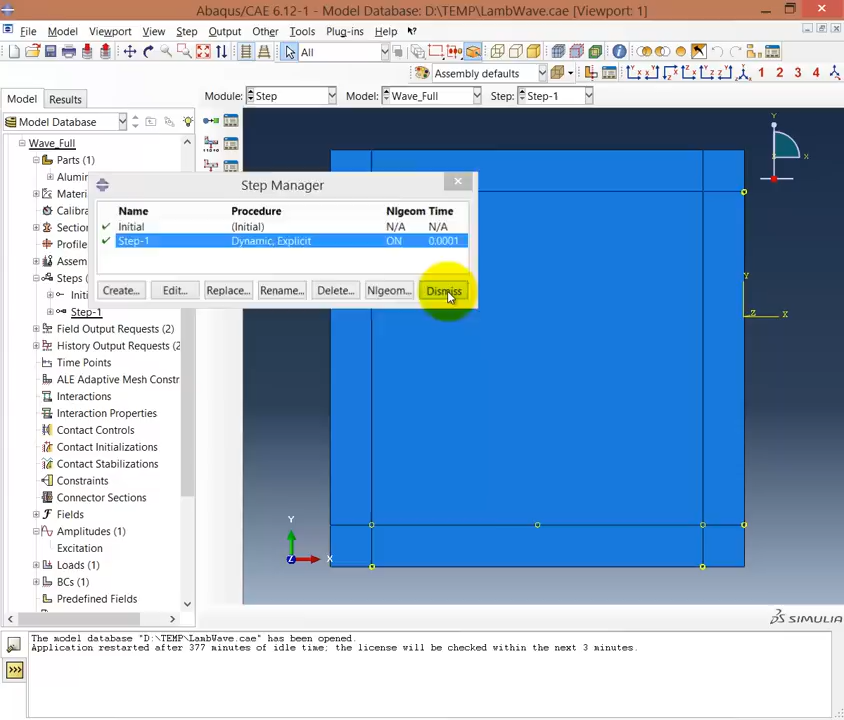 Abaqus/CAE 6.12-1 - Model Database: D:\TEMP\LambWave.cae [Viewport: 1]
File Model Viewport View Step Output Other Tools Plug-ins Help
All
Assembly defaults
1 2 3 4
Model Results
Module: Step Model: Wave_Full Step: Step-1
Model Database
Wave_Full
Parts (1)
Alumin
Materi
Calibra
Section
Profile
Assem
Steps (
Initi
Step-1
Field Output Requests (2)
History Output Requests (2
Time Points
ALE Adaptive Mesh Constr
Interactions
Interaction Properties
Contact Controls
Contact Initializations
Contact Stabilizations
Constraints
Connector Sections
Fields
Amplitudes (1)
Excitation
Loads (1)
BCs (1)
Predefined Fields
Step Manager
Name Procedure Nlgeom Time
Initial (Initial) N/A N/A
Step-1 Dynamic, Explicit ON 0.0001
Create... Edit... Replace... Rename... Delete... Nlgeom... Dismiss
Y
X
Y
Z X
Y
Z X
SIMULIA
The model database "D:\TEMP\LambWave.cae" has been opened.
Application restarted after 377 minutes of idle time; the license will be checked within the next 3 minutes.